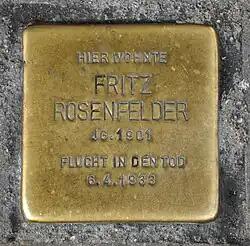 HIER WOHNTE
FRITZ
ROSENFELDER
JG. 1901
FLUCHT IN DEN TOD
6.4.1933